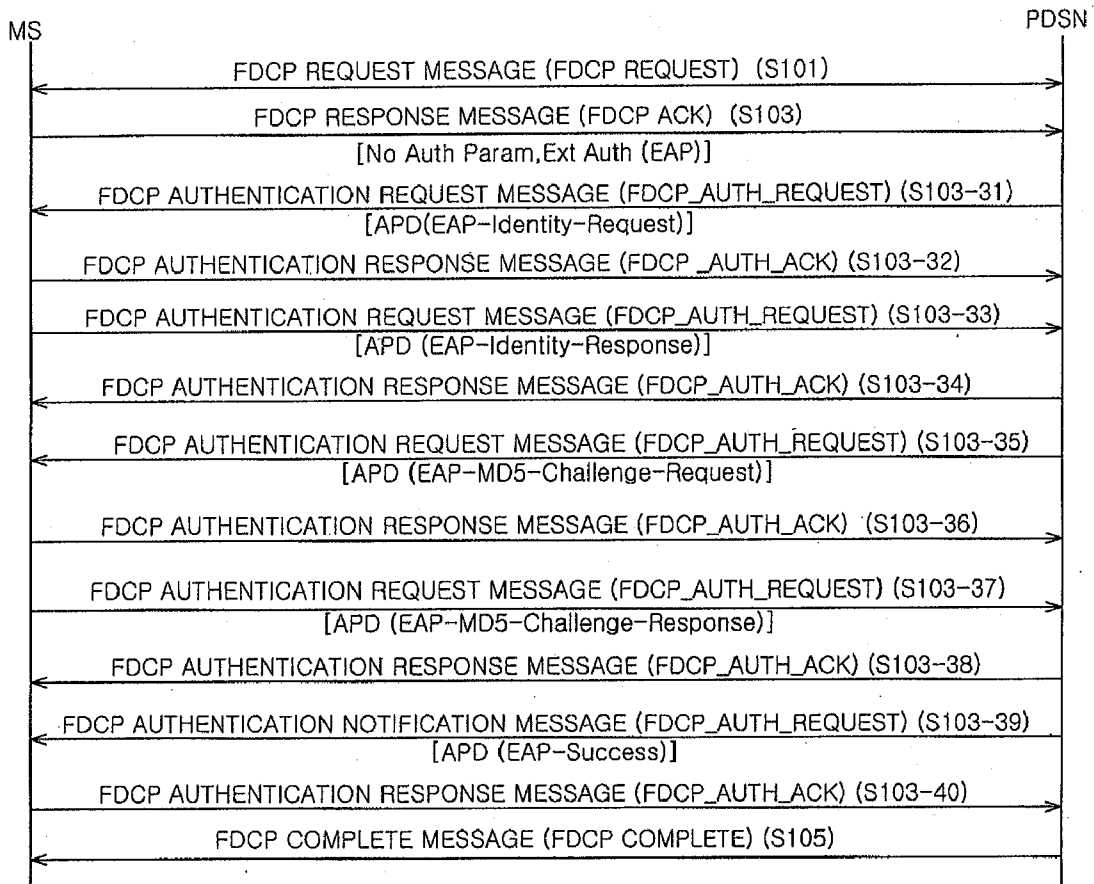 MS
PDSN
FDCP REQUEST MESSAGE (FDCP REQUEST) (S101)
FDCP RESPONSE MESSAGE (FDCP ACK) (S103)
[No Auth Param,Ext Auth (EAP)]
FDCP AUTHENTICATION REQUEST MESSAGE (FDCP_AUTH_REQUEST) (S103-31)
[APD(EAP-Identity-Request)]
FDCP AUTHENTICATION RESPONSE MESSAGE (FDCP _AUTH_ACK) (S103-32)
FDCP AUTHENTICATION REQUEST MESSAGE (FDCP_AUTH_REQUEST) (S103-33)
[APD (EAP-Identity-Response)]
FDCP AUTHENTICATION RESPONSE MESSAGE (FDCP_AUTH_ACK) (S103-34)
FDCP AUTHENTICATION REQUEST MESSAGE (FDCP_AUTH_REQUEST) (S103-35)
[APD (EAP-MD5-Challenge-Request)]
FDCP AUTHENTICATION RESPONSE MESSAGE (FDCP_AUTH_ACK) (S103-36)
FDCP AUTHENTICATION REQUEST MESSAGE (FDCP_AUTH_REQUEST) (S103-37)
[APD (EAP-MD5-Challenge-Response)]
FDCP AUTHENTICATION RESPONSE MESSAGE (FDCP_AUTH_ACK) (S103-38)
FDCP AUTHENTICATION NOTIFICATION MESSAGE (FDCP_AUTH_REQUEST) (S103-39)
[APD (EAP-Success)]
FDCP AUTHENTICATION RESPONSE MESSAGE (FDCP_AUTH_ACK) (S103-40)
FDCP COMPLETE MESSAGE (FDCP COMPLETE) (S105)